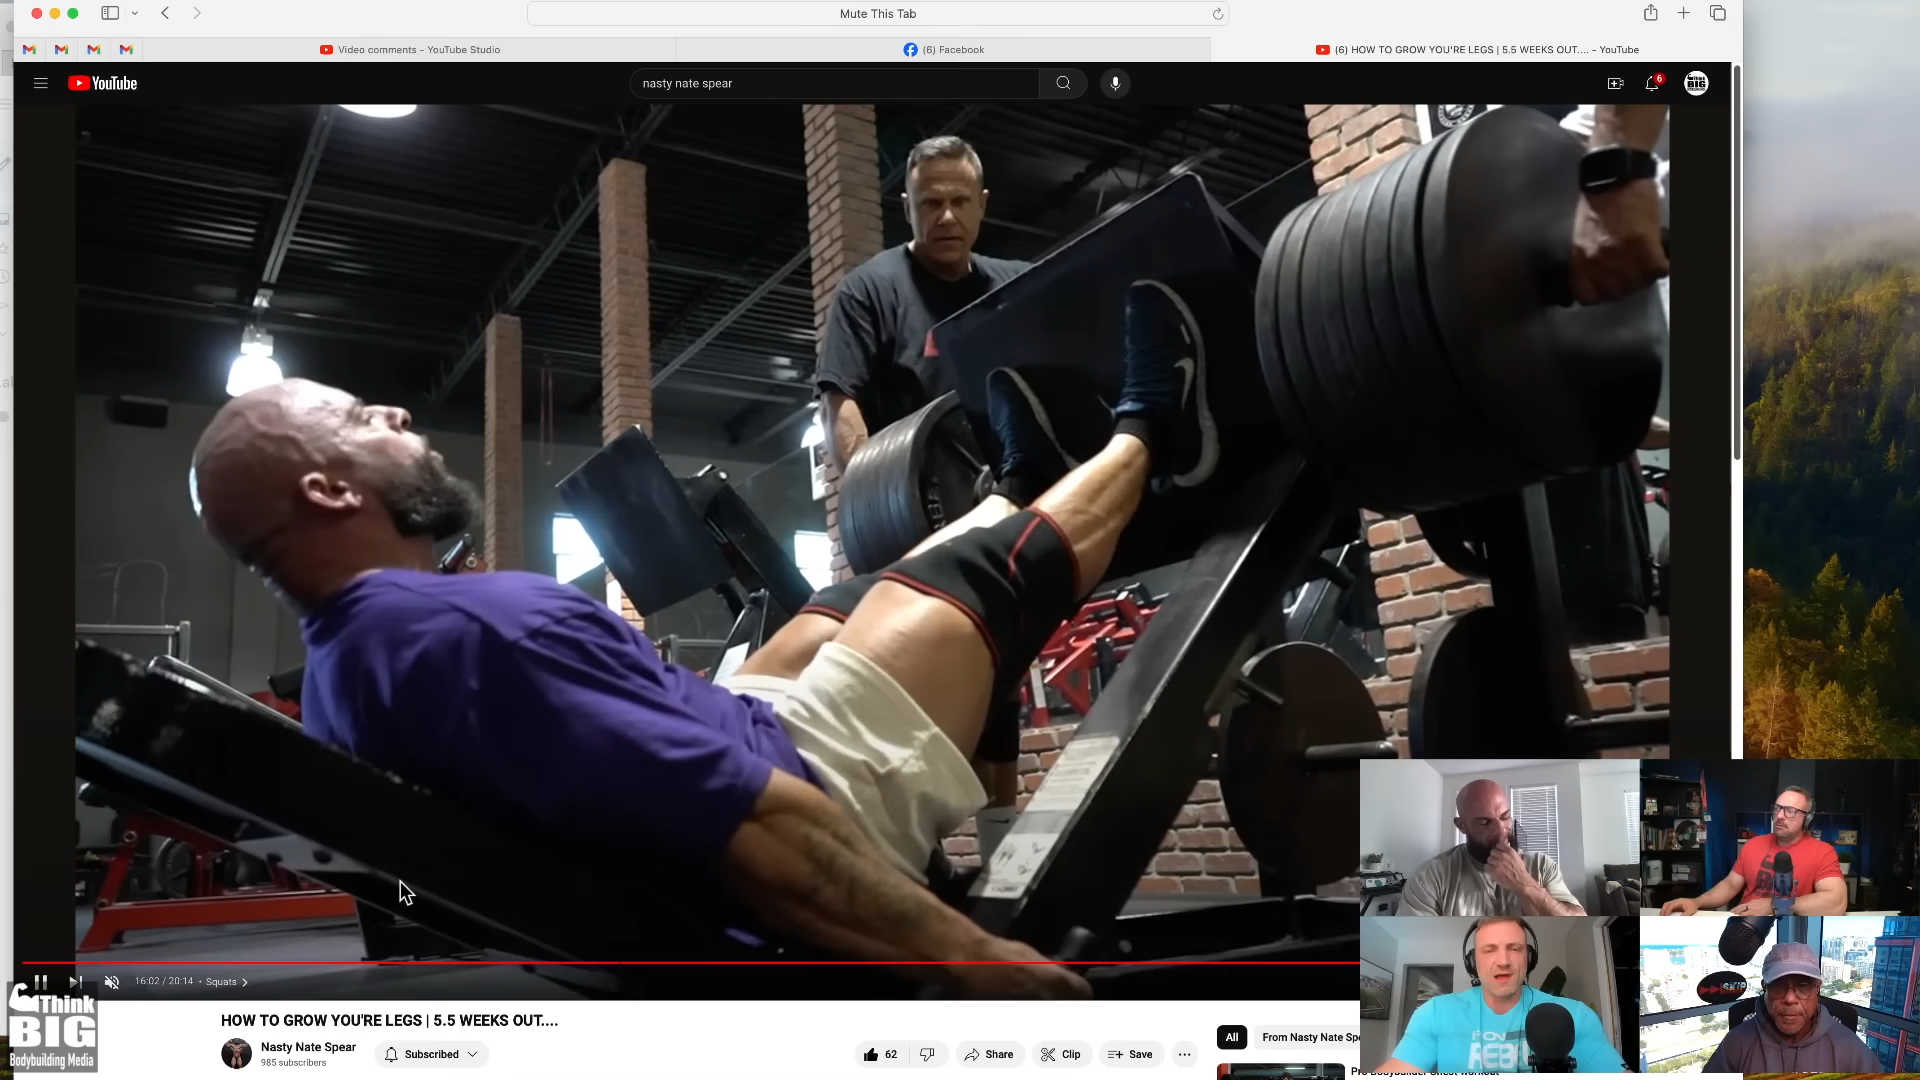 Mute This Tab
Video comments - YouTube Studio
(6) Facebook
(6) HOW TO GROW YOU'RE LEGS | 5.5 WEEKS OUT.... - YouTube
YouTube
nasty nate spear
6
Think
BIG
16:02 / 20:14 • Squats
Think
BIG
Bodybuilding Media
HOW TO GROW YOU'RE LEGS | 5.5 WEEKS OUT....
Nasty Nate Spear
985 subscribers
Subscribed
62
Share
Clip
Save
All
From Nasty Nate Spe